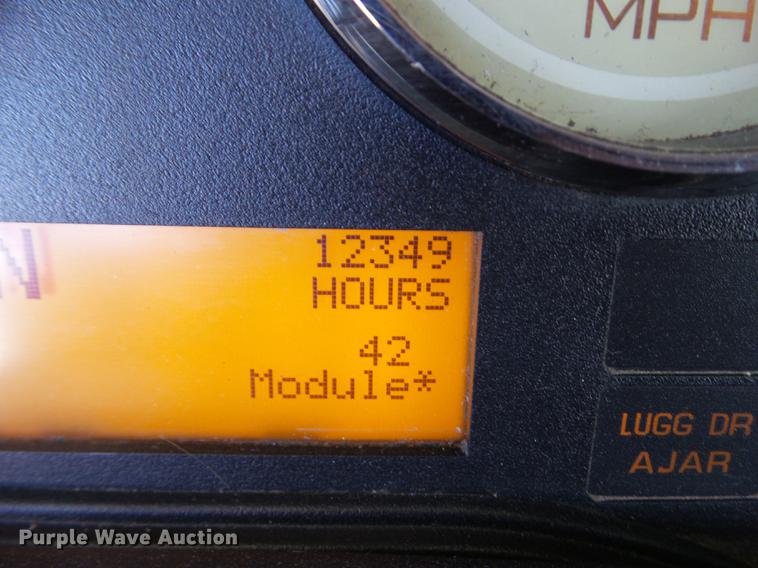 MPH
N
12349
HOURS
42
Module*
LUGG DR
AJAR
Purple Wave Auction